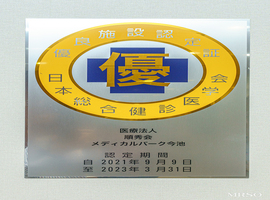 優良施設認定証
優
日本総合健診医学会
医療法人
順秀会
メディカルパーク今池
認定期間
自2021年9月9日
至2023年3月31日